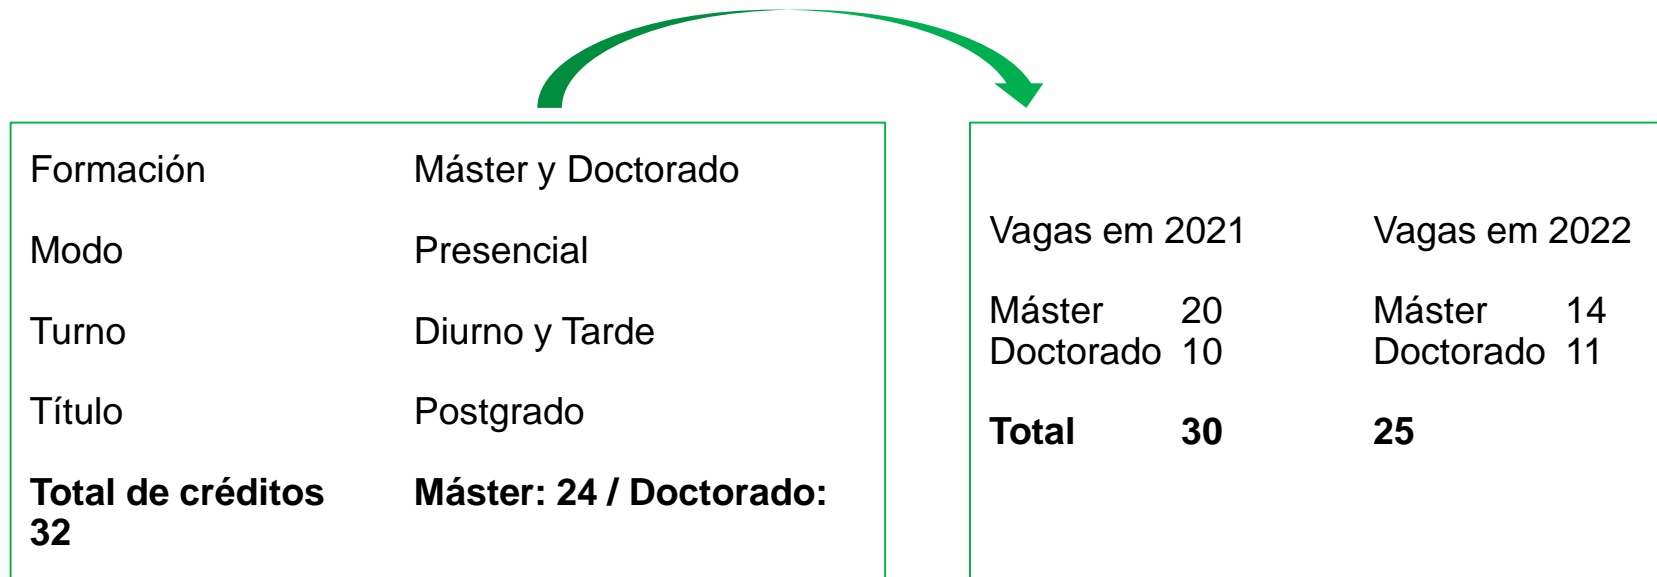 Formación Máster y Doctorado
Modo Presencial
Turno Diurno y Tarde
Título Postgrado
Total de créditos Máster: 24 / Doctorado:
32
Vagas em 2021 Vagas em 2022
Máster 20 Máster 14
Doctorado 10 Doctorado 11
Total 30 25